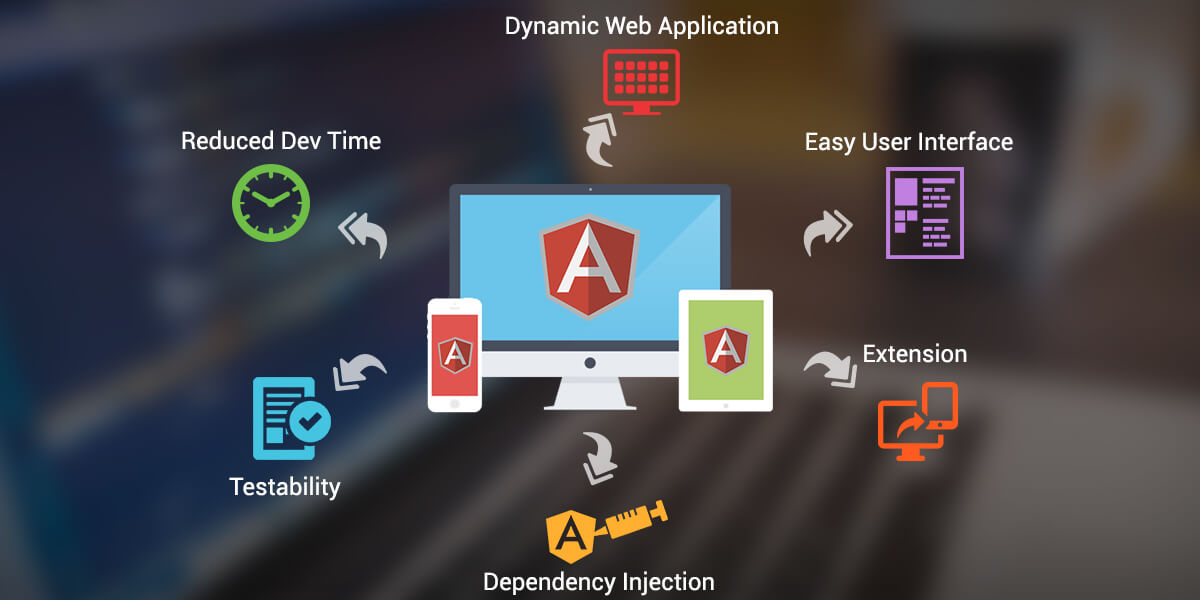 Dynamic Web Application
Reduced Dev Time
Easy User Interface
A
A
A
Extension
Testability
A
Dependency Injection